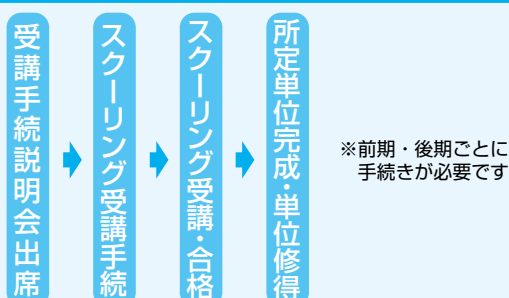 受講手続説明会出席
スクーリング受講手続
スクーリング受講・合格
所定単位完成・単位修得
※前期・後期ごとに
手続きが必要です